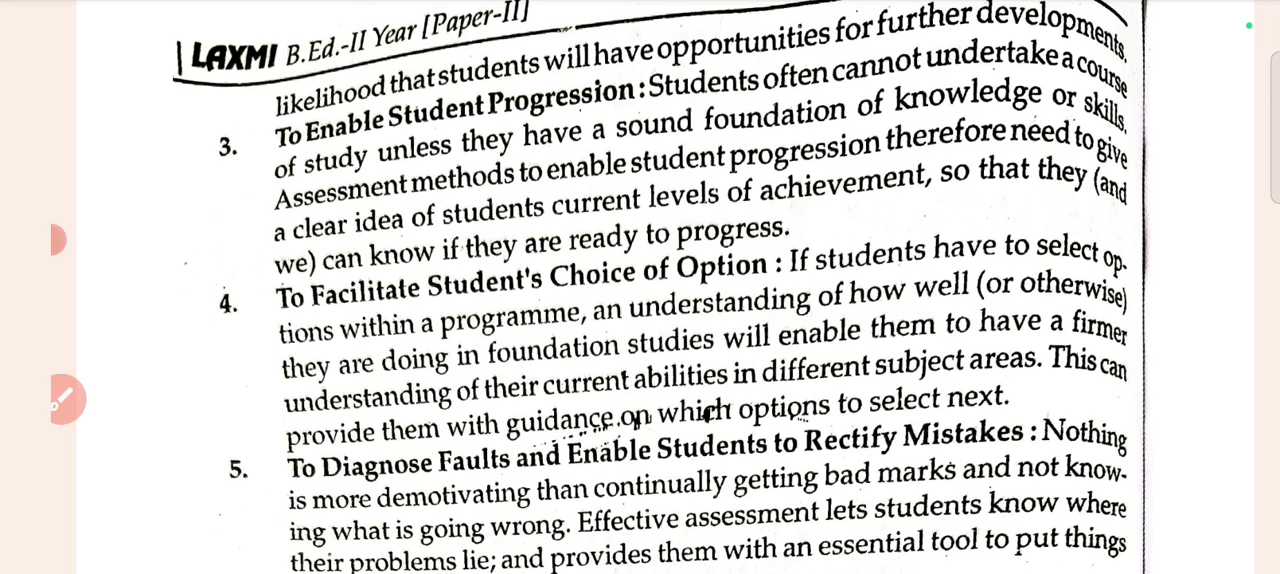 LAXMI B.Ed.-II Year [Paper-II]
likelihood that students will have opportunities for further developments.
3. To Enable Student Progression : Students often cannot undertake a course
of study unless they have a sound foundation of knowledge or skills.
Assessment methods to enable student progression therefore need to give
a clear idea of students current levels of achievement, so that they (and
we) can know if they are ready to progress.
4. To Facilitate Student's Choice of Option : If students have to select op-
tions within a programme, an understanding of how well (or otherwise)
they are doing in foundation studies will enable them to have a firmer
understanding of their current abilities in different subject areas. This can
provide them with guidance on which options to select next.
5. To Diagnose Faults and Enable Students to Rectify Mistakes : Nothing
is more demotivating than continually getting bad marks and not know-
ing what is going wrong. Effective assessment lets students know where
their problems lie; and provides them with an essential tool to put things